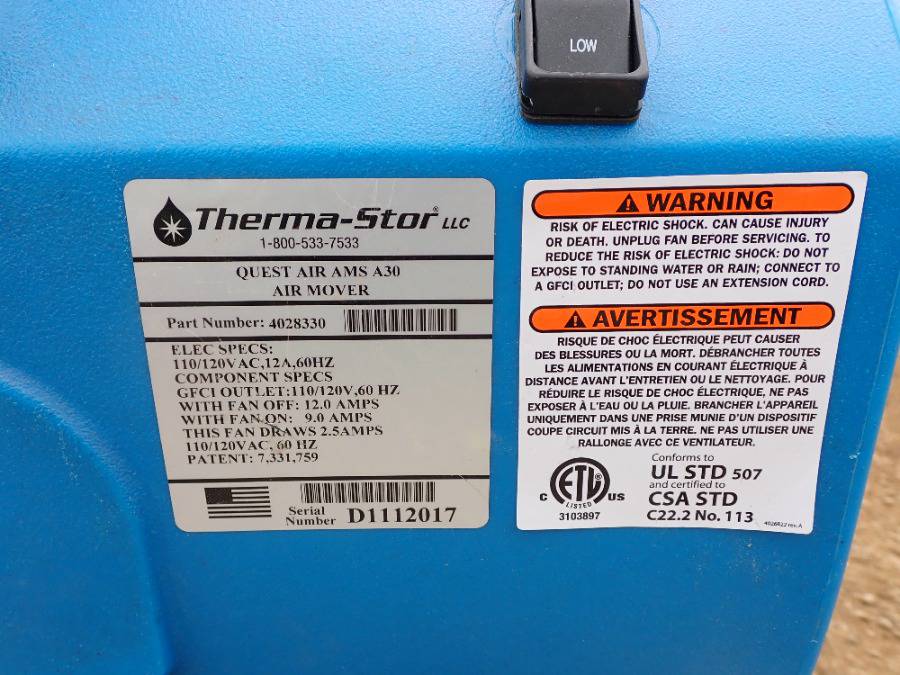 LOW
Therma-Stor® LLC
1-800-533-7533
QUEST AIR AMS A30
AIR MOVER
Part Number: 4028330
ELEC SPECS:
110/120VAC,12A,60HZ
COMPONENT SPECS
GFCI OUTLET:110/120V,60 HZ
WITH FAN OFF: 12.0 AMPS
WITH FAN ON: 9.0 AMPS
THIS FAN DRAWS 2.5AMPS
110/120VAC, 60 HZ
PATENT: 7,331,759
Serial
Number D1112017
WARNING
RISK OF ELECTRIC SHOCK. CAN CAUSE INJURY
OR DEATH. UNPLUG FAN BEFORE SERVICING. TO
REDUCE THE RISK OF ELECTRIC SHOCK: DO NOT
EXPOSE TO STANDING WATER OR RAIN; CONNECT TO
A GFCI OUTLET; DO NOT USE AN EXTENSION CORD.
AVERTISSEMENT
RISQUE DE CHOC ÉLECTRIQUE PEUT CAUSER
DES BLESSURES OU LA MORT. DÉBRANCHER TOUTES
LES ALIMENTATIONS EN COURANT ÉLECTRIQUE À
DISTANCE AVANT L'ENTRETIEN OU LE NETTOYAGE. POUR
RÉDUIRE LE RISQUE DE CHOC ÉLECTRIQUE, NE PAS
EXPOSER À L'EAU OU LA PLUIE. BRANCHER L'APPAREIL
UNIQUEMENT DANS UNE PRISE MUNIE D'UN DISPOSITIF
COUPE CIRCUIT MIS À LA TERRE. NE PAS UTILISER UNE
RALLONGE AVEC CE VENTILATEUR.
C ETL US
LISTED
3103897
Conforms to
UL STD 507
and certified to
CSA STD
C22.2 No. 113
4026822 rev.A